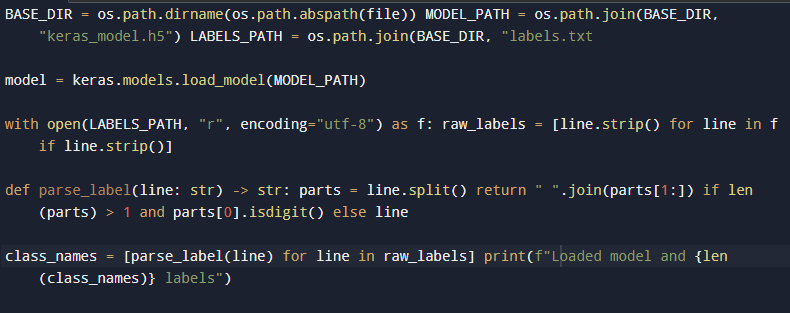 BASE_DIR = os.path.dirname(os.path.abspath(file)) MODEL_PATH = os.path.join(BASE_DIR,
"keras_model.h5") LABELS_PATH = os.path.join(BASE_DIR, "labels.txt
model = keras.models.load_model(MODEL_PATH)
with open(LABELS_PATH, "r", encoding="utf-8") as f: raw_labels = [line.strip() for line in f
if line.strip()]
def parse_label(line: str) -> str: parts = line.split() return " ".join(parts[1:]) if len
(parts) > 1 and parts[0].isdigit() else line
class_names = [parse_label(line) for line in raw_labels] print(f"Loaded model and {len
(class_names)} labels")